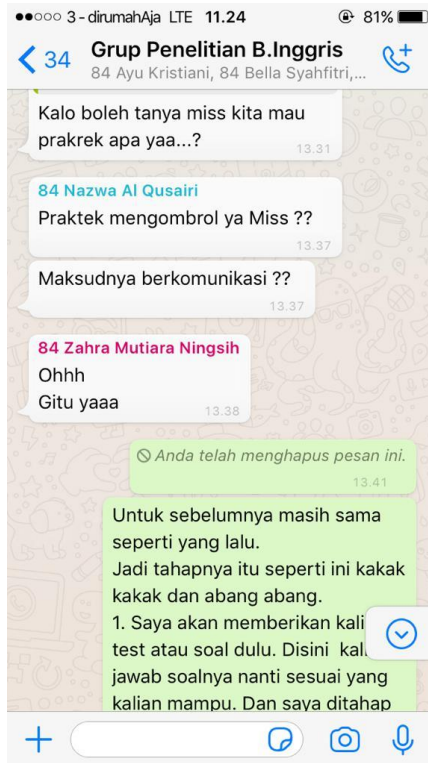 3 - dirumahAja LTE 11.24 81%
34 Grup Penelitian B.Inggris
84 Ayu Kristiani, 84 Bella Syahfitri,...
Kalo boleh tanya miss kita mau
prakrek apa yaa...?
13.31
84 Nazwa Al Qusairi
Praktek mengombrol ya Miss ??
13.37
Maksudnya berkomunikasi ??
13.37
84 Zahra Mutiara Ningsih
Ohhh
Gitu yaaa
13.38
Anda telah menghapus pesan ini.
13.41
Untuk sebelumnya masih sama
seperti yang lalu.
Jadi tahapnya itu seperti ini kakak
kakak dan abang abang.
1. Saya akan memberikan kali
test atau soal dulu. Disini kal
jawab soalnya nanti sesuai yang
kalian mampu. Dan saya ditahap